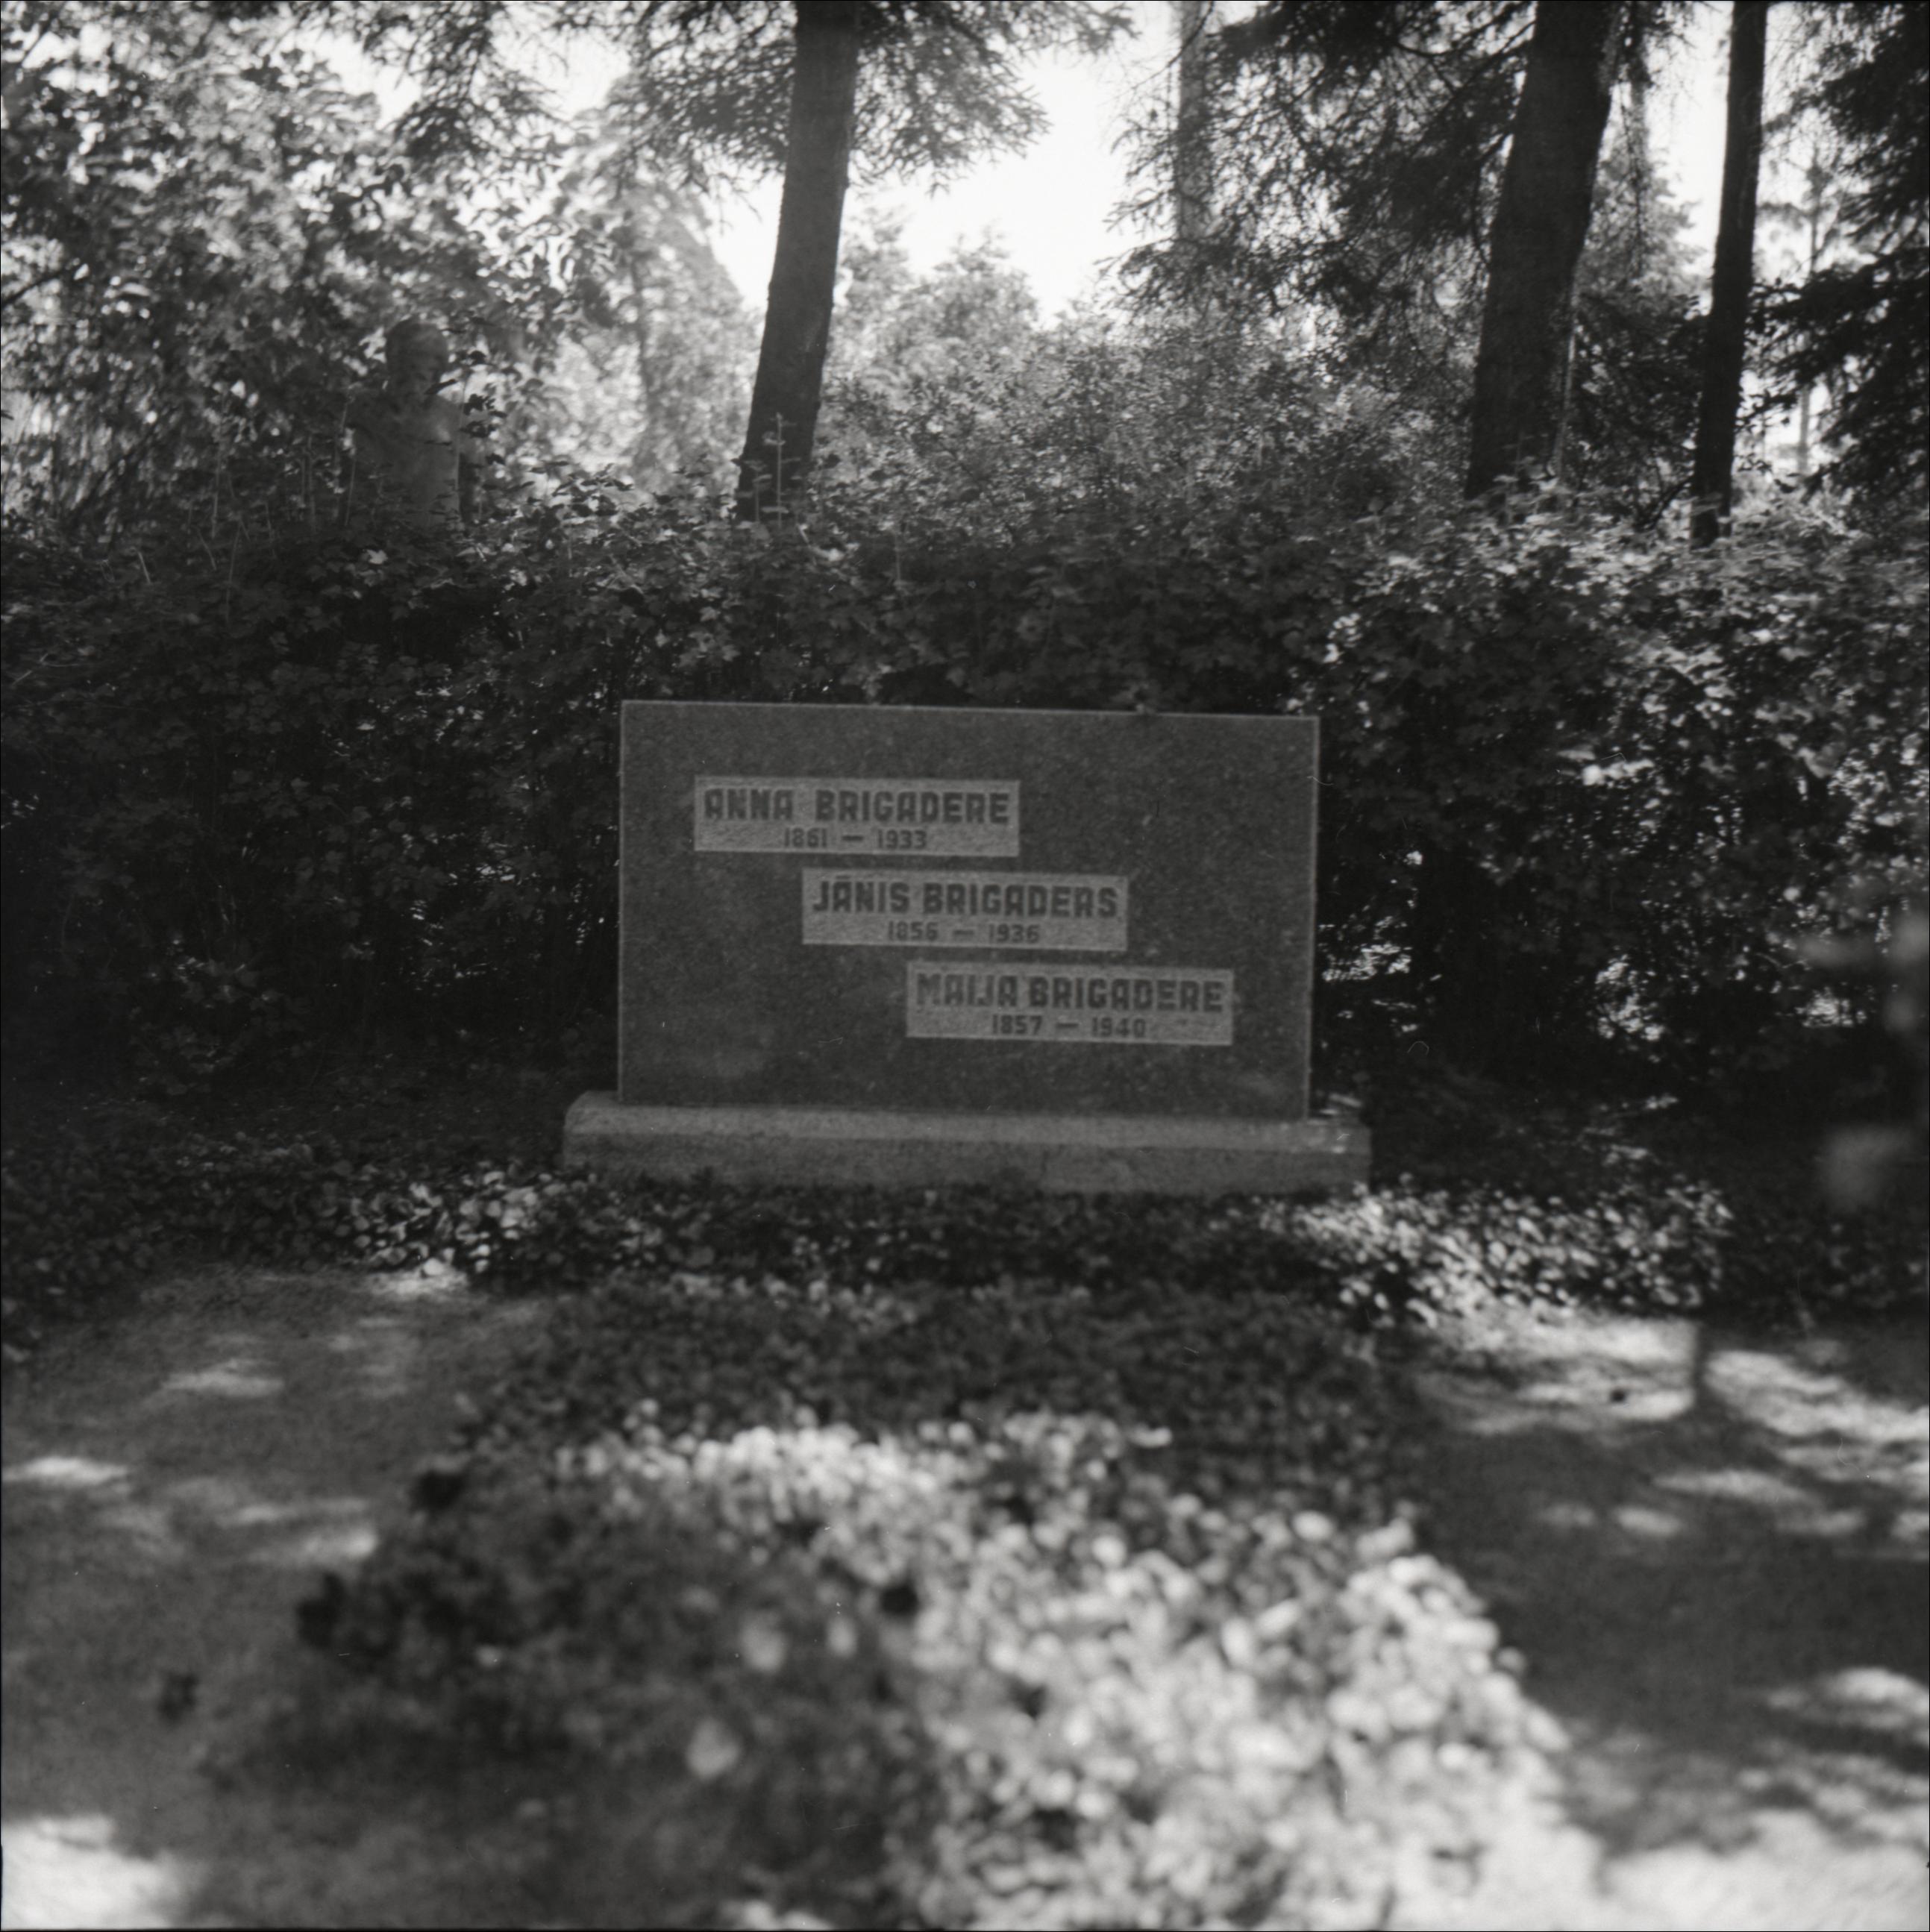 ANNA BRIGADERE
1861 — 1933
JĀNIS BRIGADERS
1856 — 1936
MAIJA BRIGADERE
1857 — 1940